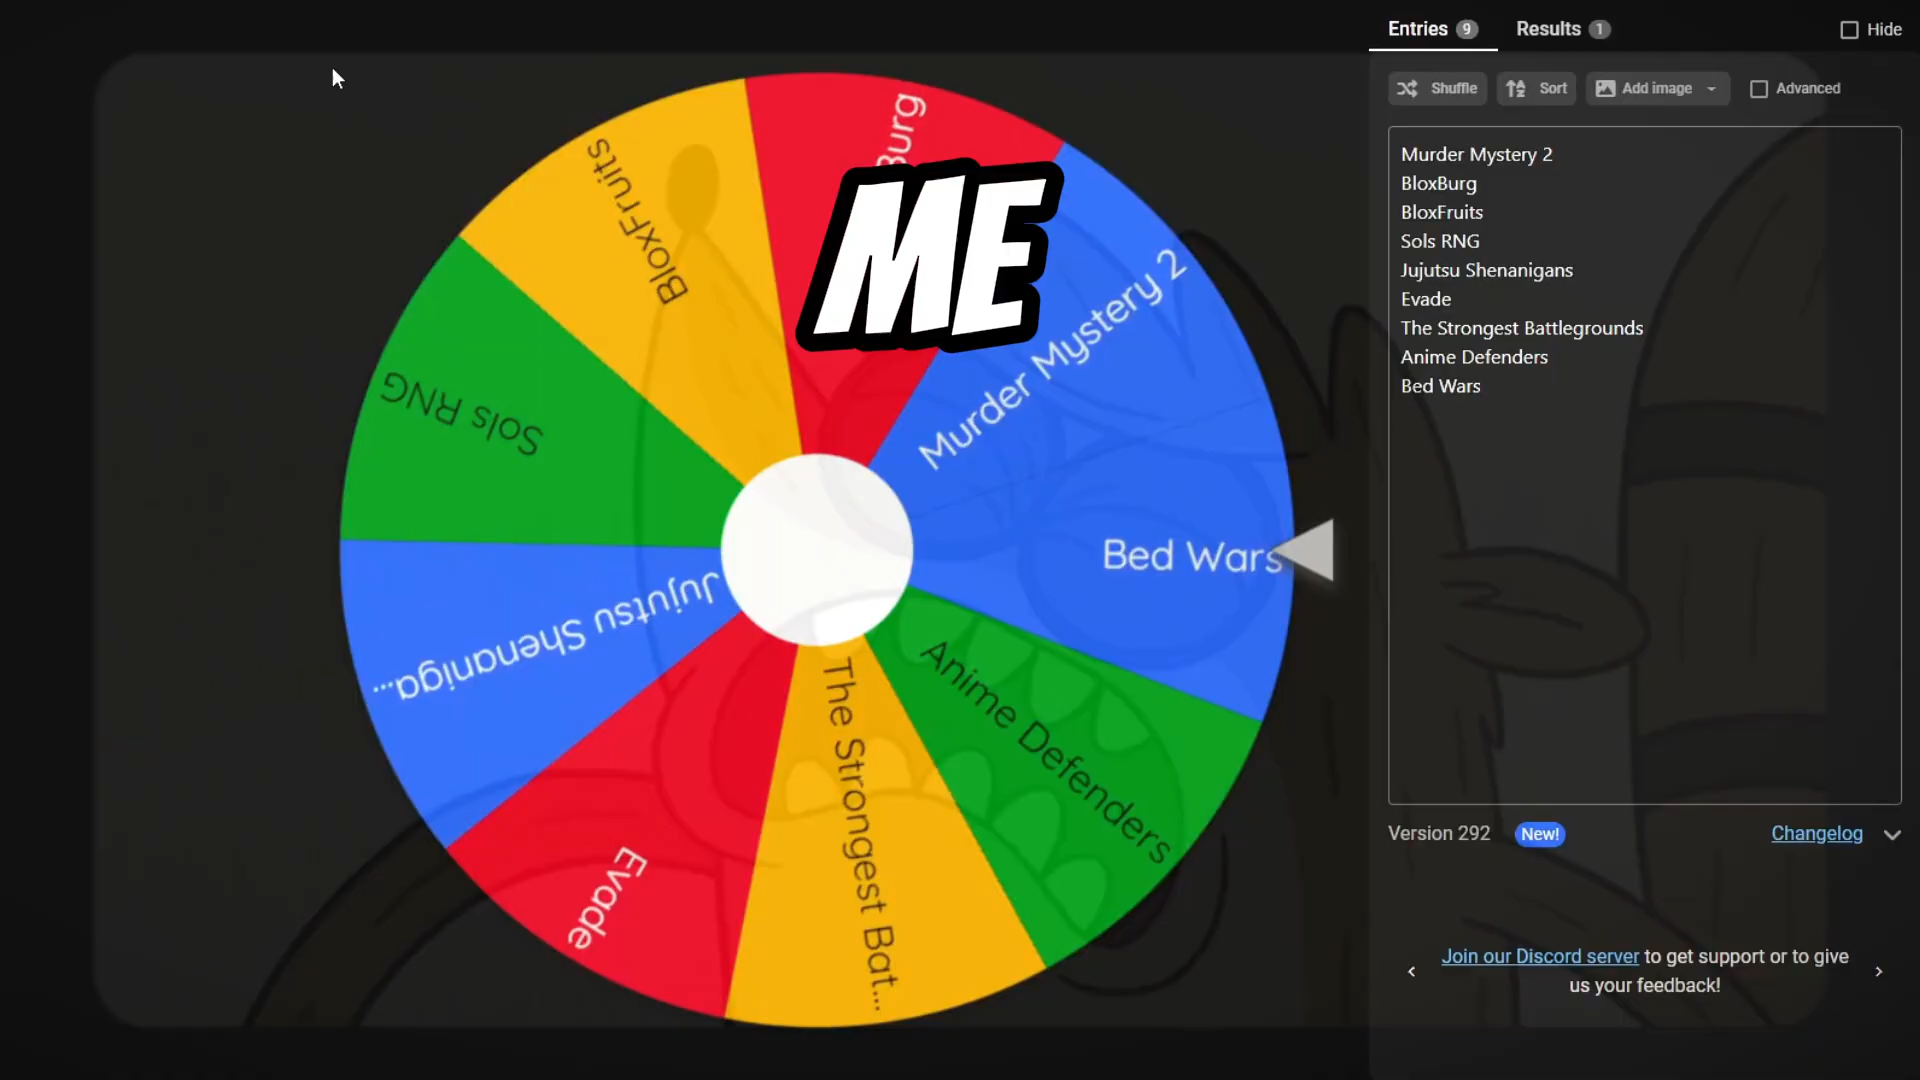 Entries 9 Results 1 Hide
Shuffle Sort Add image Advanced
Murder Mystery 2
BloxBurg
BloxFruits
Sols RNG
Jujutsu Shenanigans
Evade
The Strongest Battlegrounds
Anime Defenders
Bed Wars
Version 292 New! Changelog
Join our Discord server to get support or to give
us your feedback!
ME
Burg
Murder Mystery 2
Bed Wars
Anime Defenders
The Strongest Bat...
Evade
Jujutsu Sheniga...
Sols RNG
BloxFruits